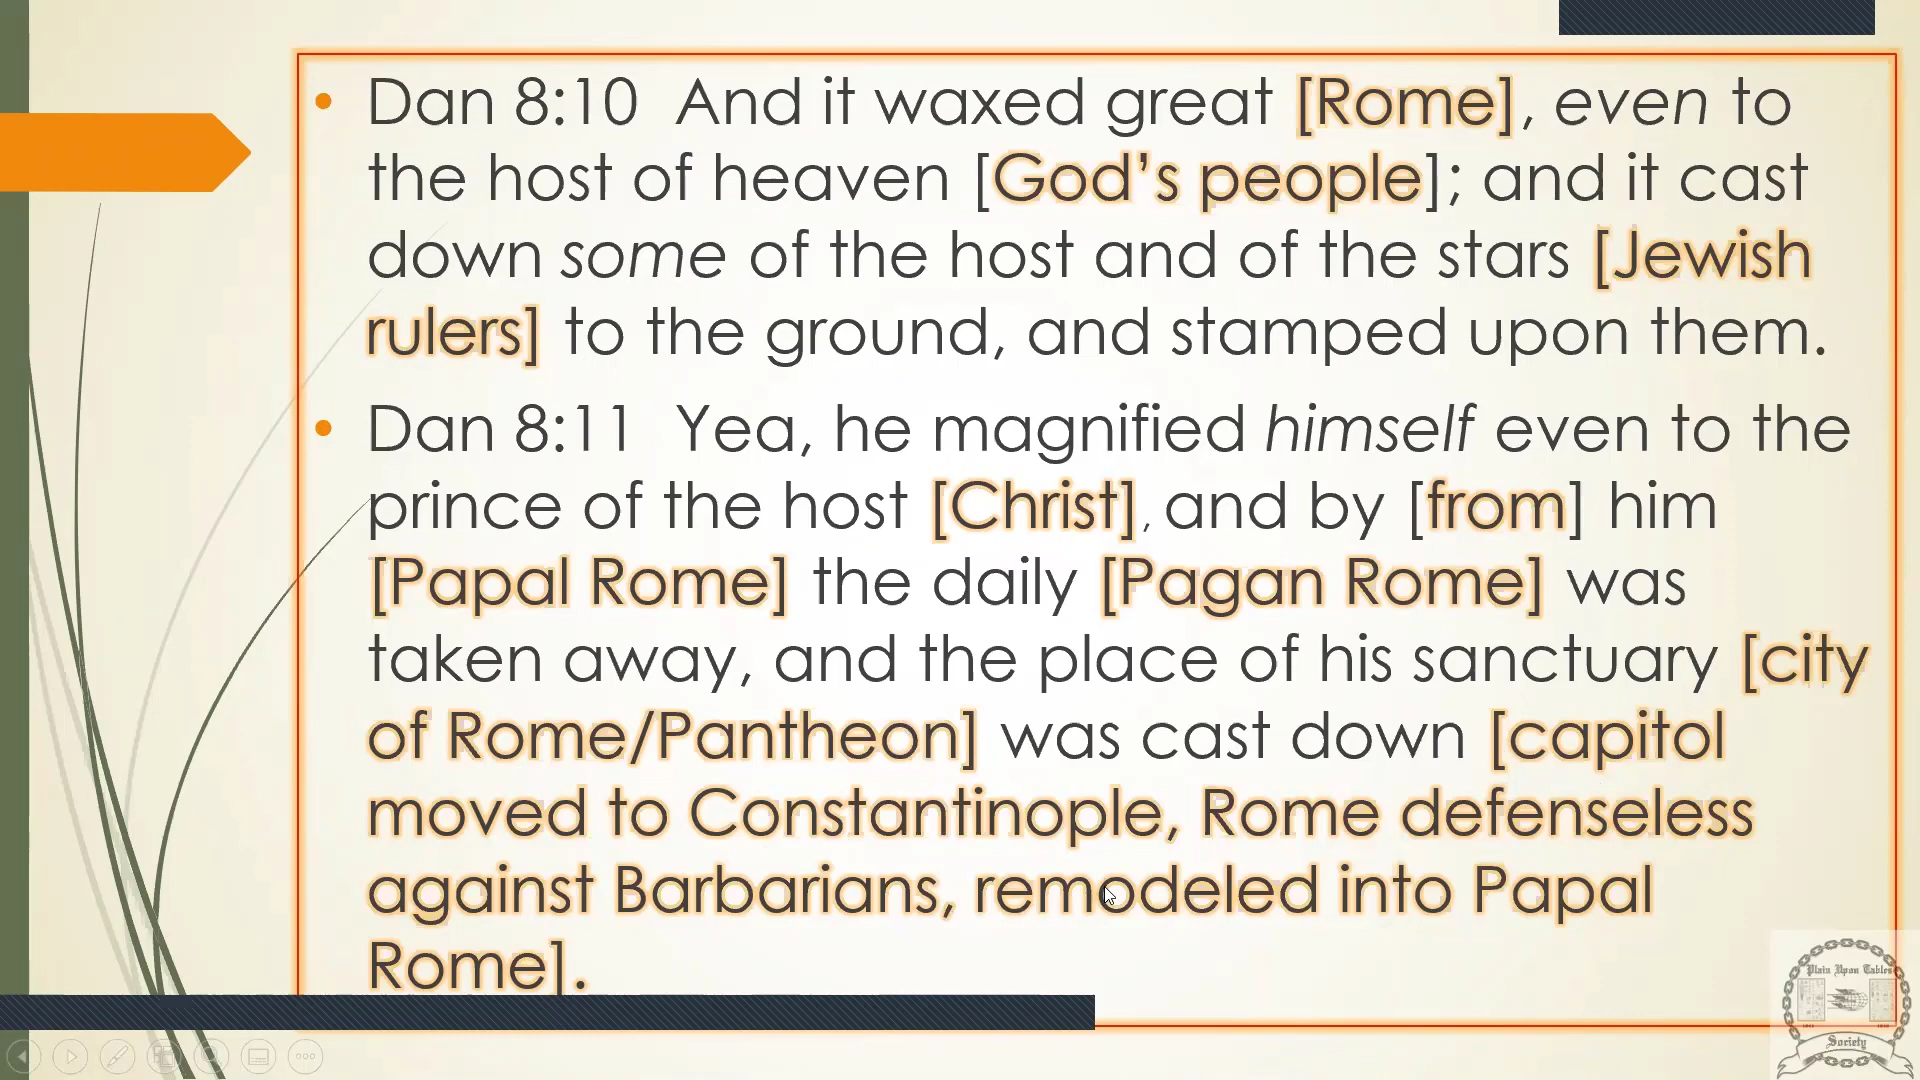 • Dan 8:10  And it waxed great [Rome], even to
the host of heaven [God’s people]; and it cast
down some of the host and of the stars [Jewish
rulers] to the ground, and stamped upon them.
• Dan 8:11  Yea, he magnified himself even to the
prince of the host [Christ], and by [from] him
[Papal Rome] the daily [Pagan Rome] was
taken away, and the place of his sanctuary [city
of Rome/Pantheon] was cast down [capitol
moved to Constantinople, Rome defenseless
against Barbarians, remodeled into Papal
Rome].
Plain Upon Tables
Society